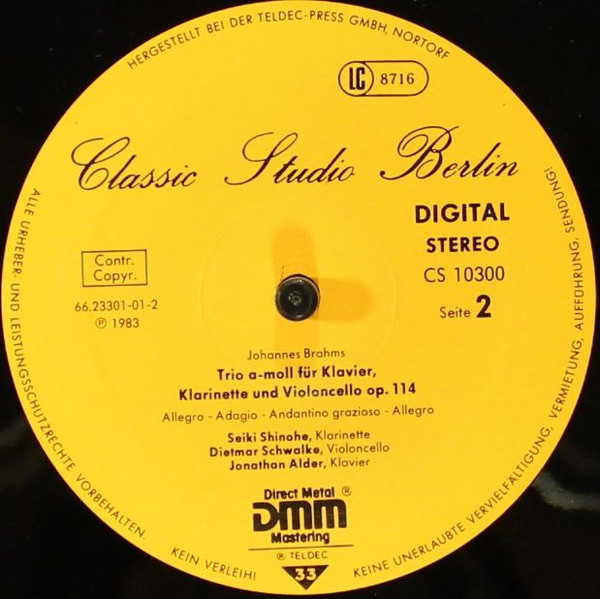 HERGESTELLT BEI DER TELDEC-PRESS GMBH, NORTORF
LC 8716
Classic Studio Berlin
DIGITAL
STEREO
CS 10300
Seite 2
Contr.
Copyr.
66.23301-01-2
℗ 1983
Johannes Brahms
Trio a-moll für Klavier,
Klarinette und Violoncello op. 114
Allegro - Adagio - Andantino grazioso - Allegro
Seiki Shinohe, Klarinette
Dietmar Schwalke, Violoncello
Jonathan Alder, Klavier
Direct Metal ®
DMM
Mastering
® TELDEC
33
ALLE URHEBER- UND LEISTUNGSSCHUTZRECHTE VORBEHALTEN.
KEIN VERLEIH!
KEINE UNERLAUBTE VERVIELFÄLTIGUNG, VERMIETUNG, AUFFÜHRUNG, SENDUNG!